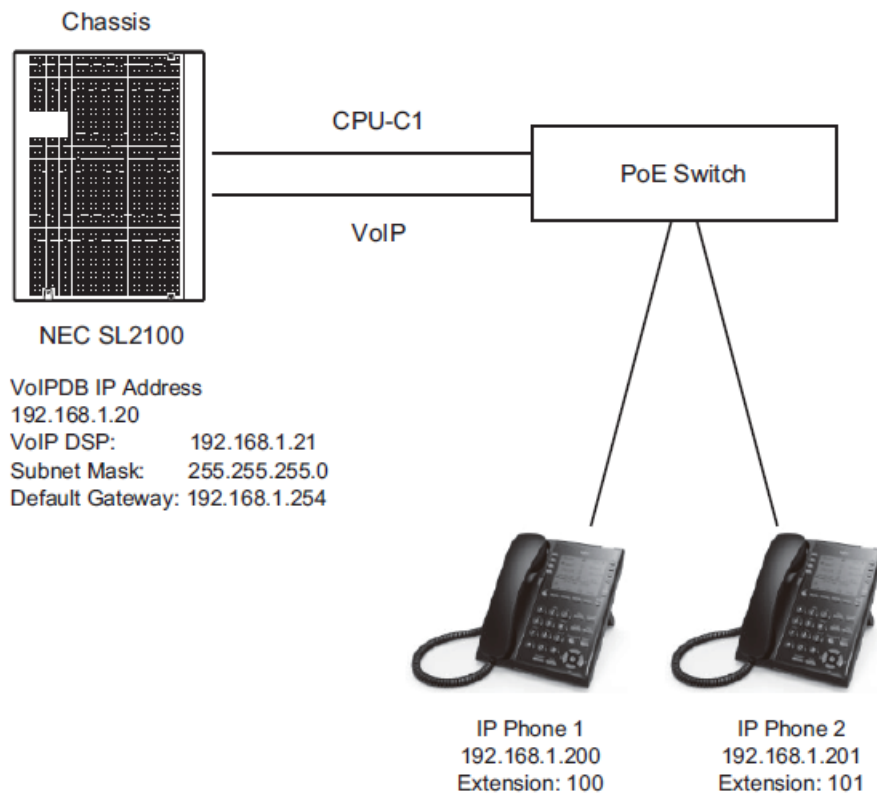 Chassis
CPU-C1
PoE Switch
VoIP
NEC SL2100
VoIPDB IP Address
192.168.1.20
VoIP DSP: 192.168.1.21
Subnet Mask: 255.255.255.0
Default Gateway: 192.168.1.254
IP Phone 1
192.168.1.200
Extension: 100
IP Phone 2
192.168.1.201
Extension: 101